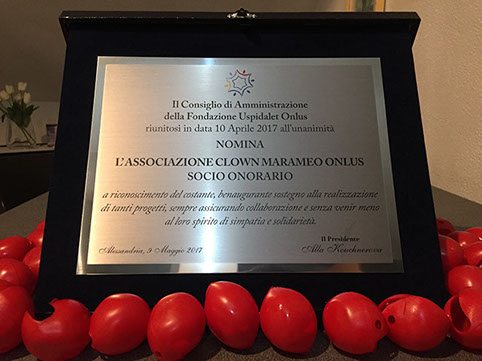 Il Consiglio di Amministrazione
della Fondazione Uspidalet Onlus
riunitosi in data 10 Aprile 2017 all'unanimità
NOMINA
L'ASSOCIAZIONE CLOWN MARAMEO ONLUS
SOCIO ONORARIO
a riconoscimento del costante, benaugurante sostegno alla realizzazione
di tanti progetti, sempre assicurando collaborazione e senza venir meno
al loro spirito di simpatia e solidarietà.
Il Presidente
Alessandria, 9 Maggio 2017
Alla Kouchnerova